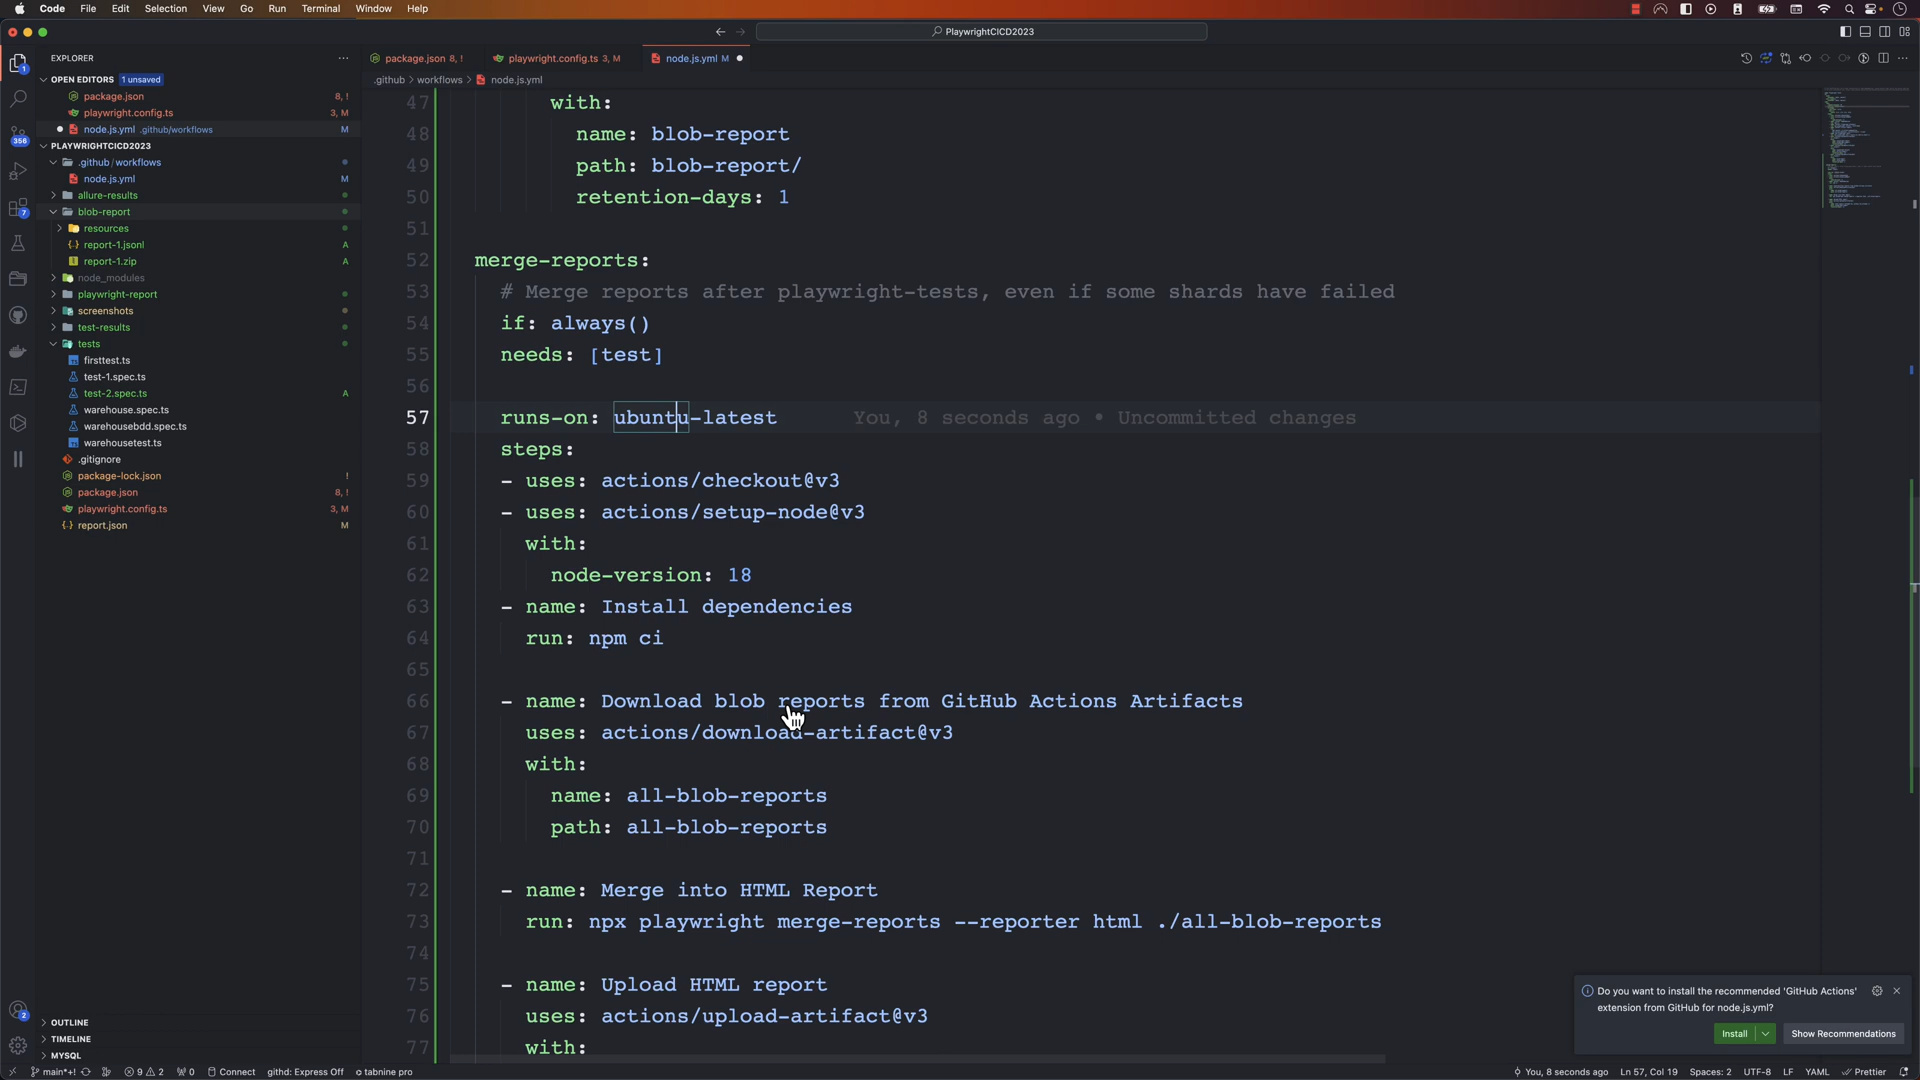 Code File Edit Selection View Go Run Terminal Window Help
PlaywrightCICD2023
EXPLORER
OPEN EDITORS 1 unsaved
package.json 8, !
playwright.config.ts 3, M
node.js.yml .github/workflows M
PLAYWRIGHTCICD2023
.github / workflows
node.js.yml M
allure-results
blob-report
resources
report-1.jsonl A
report-1.zip A
node_modules
playwright-report
screenshots
test-results
tests
firsttest.ts
test-1.spec.ts
test-2.spec.ts A
warehouse.spec.ts
warehousebdd.spec.ts
warehousetest.ts
.gitignore
package-lock.json !
package.json 8, !
playwright.config.ts 3, M
report.json M
OUTLINE
TIMELINE
MYSQL
1
356
7
2
package.json 8, ! playwright.config.ts 3, M node.js.yml M
.github > workflows > node.js.yml
47 with:
48 name: blob-report
49 path: blob-report/
50 retention-days: 1
51
52 merge-reports:
53 # Merge reports after playwright-tests, even if some shards have failed
54 if: always()
55 needs: [test]
56
57 runs-on: ubuntu-latest You, 8 seconds ago • Uncommitted changes
58 steps:
59 - uses: actions/checkout@v3
60 - uses: actions/setup-node@v3
61 with:
62 node-version: 18
63 - name: Install dependencies
64 run: npm ci
65
66 - name: Download blob reports from GitHub Actions Artifacts
67 uses: actions/download-artifact@v3
68 with:
69 name: all-blob-reports
70 path: all-blob-reports
71
72 - name: Merge into HTML Report
73 run: npx playwright merge-reports --reporter html ./all-blob-reports
74
75 - name: Upload HTML report
76 uses: actions/upload-artifact@v3
77 with:
Do you want to install the recommended 'GitHub Actions'
extension from GitHub for node.js.yml?
Install Show Recommendations
main*+! 9 2 0 Connect githd: Express Off tabnine pro You, 8 seconds ago Ln 57, Col 19 Spaces: 2 UTF-8 LF YAML Prettier